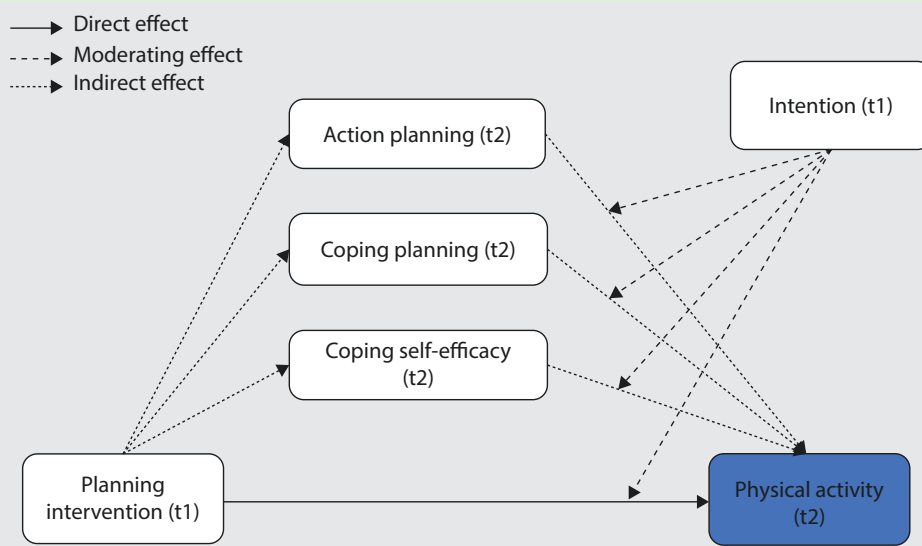 Direct effect
Moderating effect
Indirect effect
Action planning (t2)
Intention (t1)
Coping planning (t2)
Coping self-efficacy
(t2)
Planning
intervention (t1)
Physical activity
(t2)